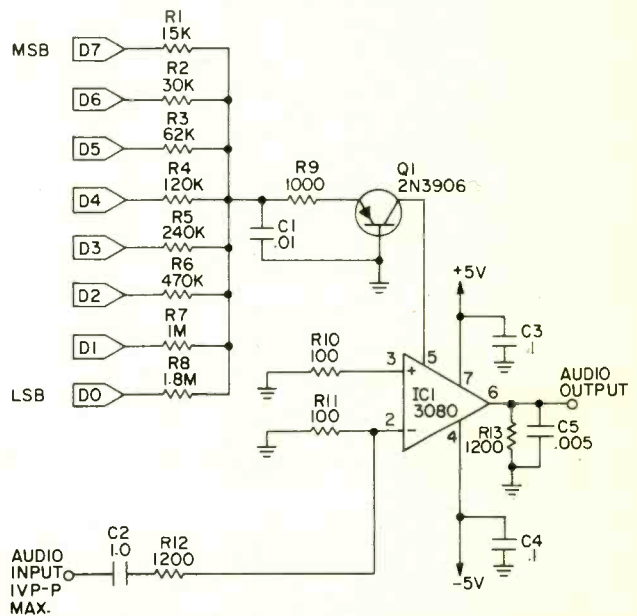 R1
15K
MSB
D7
R2
30K
D6
R3
62K
D5
R4
120K
D4
R5
240K
D3
R6
470K
D2
R7
1M
D1
R8
1.8M
LSB
D0
R9
1000
Q1
2N3906
C1
.01
+5V
C3
.1
R10
100
3
+
5
7
IC1
3080
6
AUDIO
OUTPUT
R11
100
2
-
4
R13
1200
C5
.005
C2
1.0
R12
1200
C4
.1
-5V
AUDIO
INPUT
1VP-P
MAX.